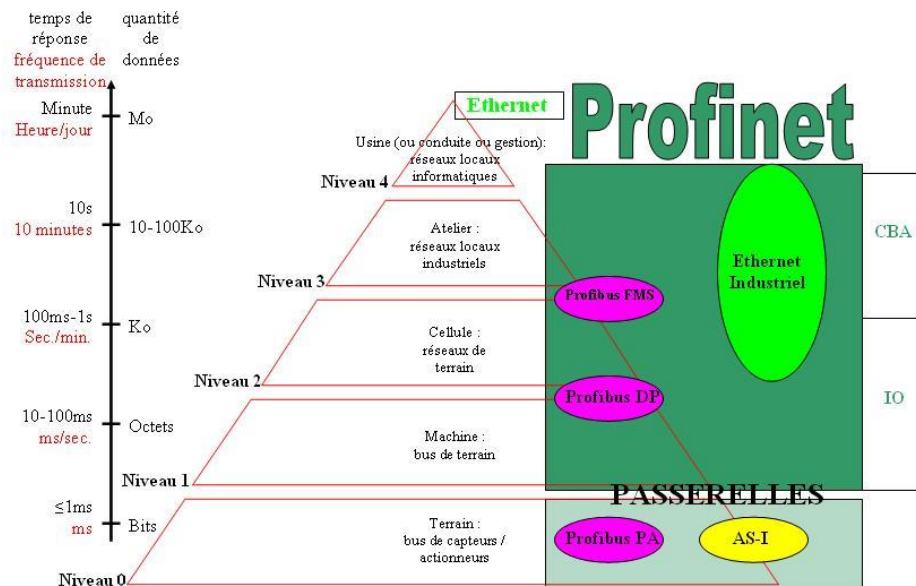 temps de
réponse
fréquence de
transmission
quantité
de
données
Minute
Heure/jour
Mo
Ethernet
Profinet
Usine (ou conduite ou gestion):
réseaux locaux
informatiques
Niveau 4
10s
10 minutes
10-100Ko
Atelier :
réseaux locaux
industriels
CBA
Ethernet
Industriel
Niveau 3
Profibus FMS
100ms-1s
Sec./min.
Ko
Cellule :
réseaux de
terrain
Niveau 2
Profibus DP
IO
10-100ms
ms/sec.
Octets
Machine :
bus de terrain
Niveau 1
PASSERELLES
≤1ms
ms
Bits
Terrain :
bus de capteurs /
actionneurs
Profibus PA
AS-I
Niveau 0